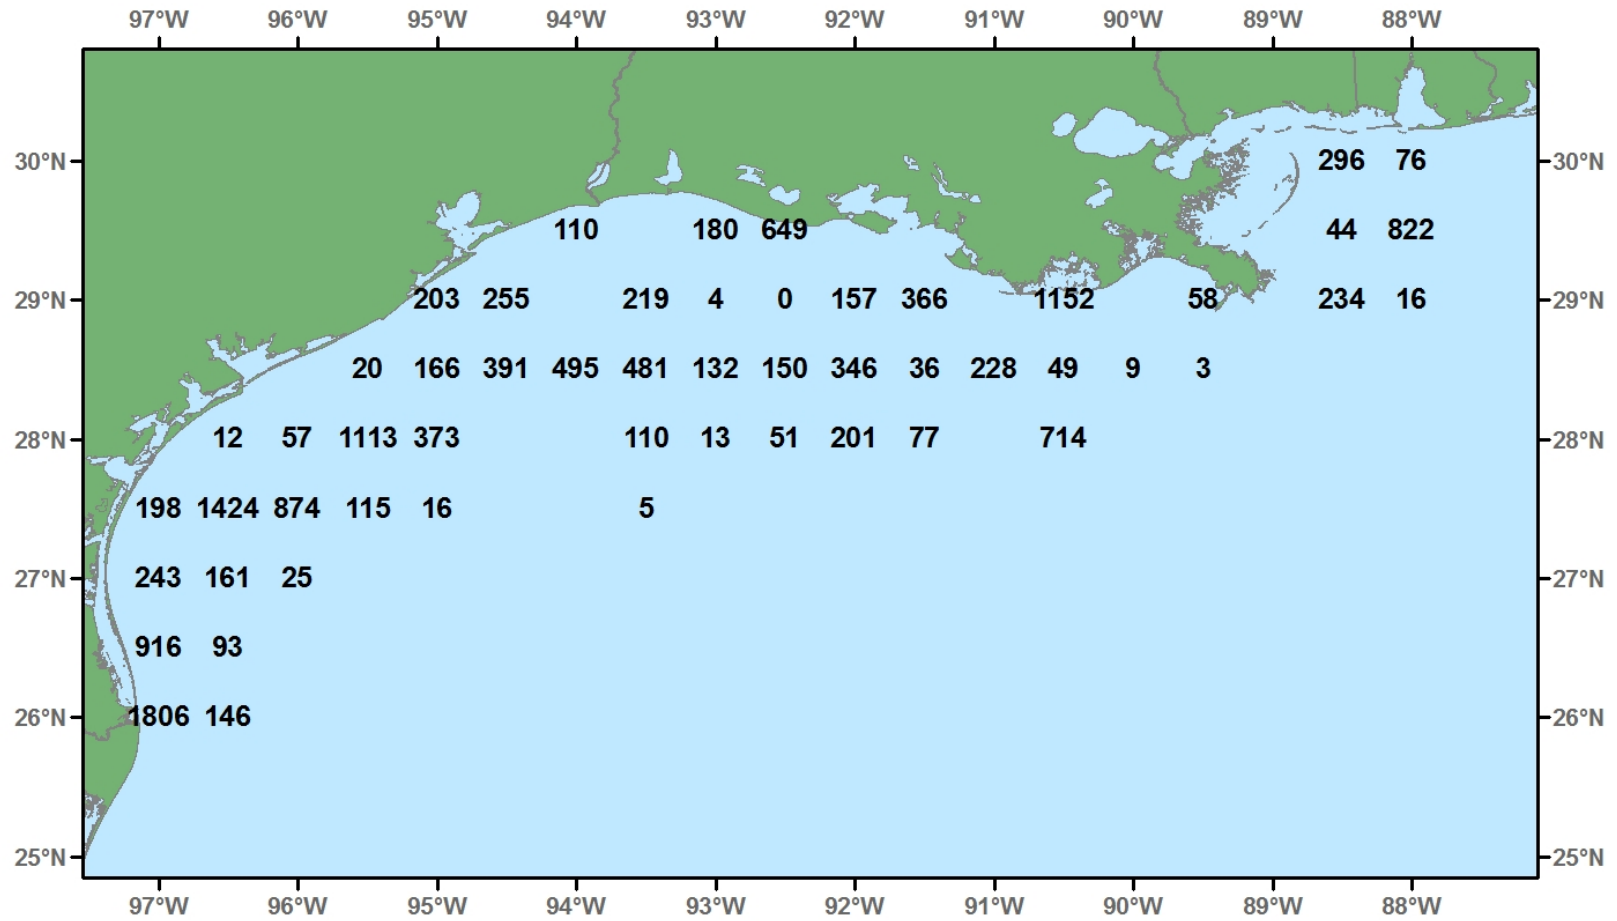 97°W 96°W 95°W 94°W 93°W 92°W 91°W 90°W 89°W 88°W
30°N 296 76 30°N
110 180 649 44 822
29°N 203 255 219 4 0 157 366 1152 58 234 16 29°N
20 166 391 495 481 132 150 346 36 228 49 9 3
28°N 12 57 1113 373 110 13 51 201 77 714 28°N
198 1424 874 115 16 5
27°N 243 161 25 27°N
916 93
26°N 1806 146 26°N
25°N 25°N
97°W 96°W 95°W 94°W 93°W 92°W 91°W 90°W 89°W 88°W